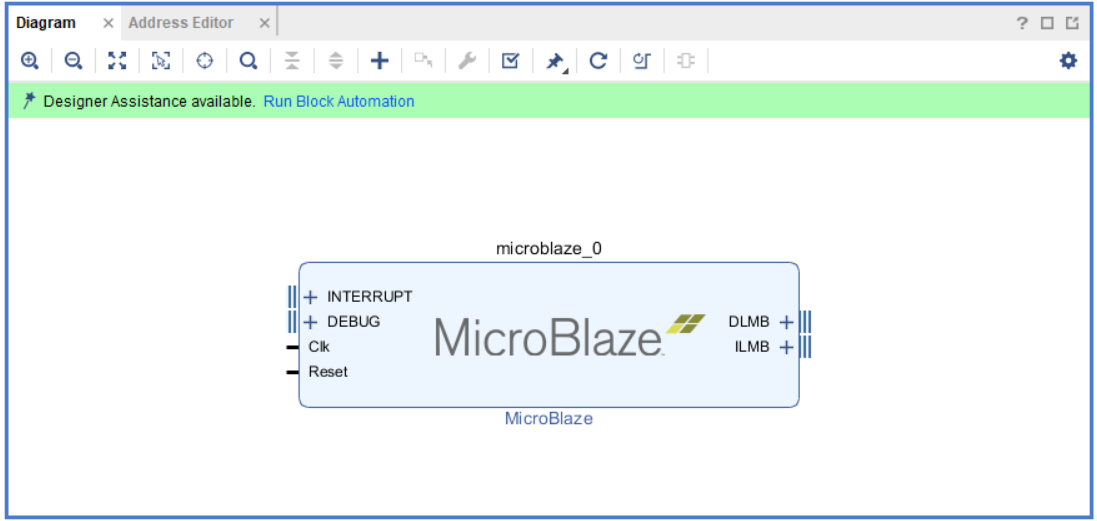 Diagram × Address Editor × ?
Designer Assistance available. Run Block Automation
microblaze_0
INTERRUPT
DEBUG
Clk
Reset
MicroBlaze
DLMB
ILMB
MicroBlaze